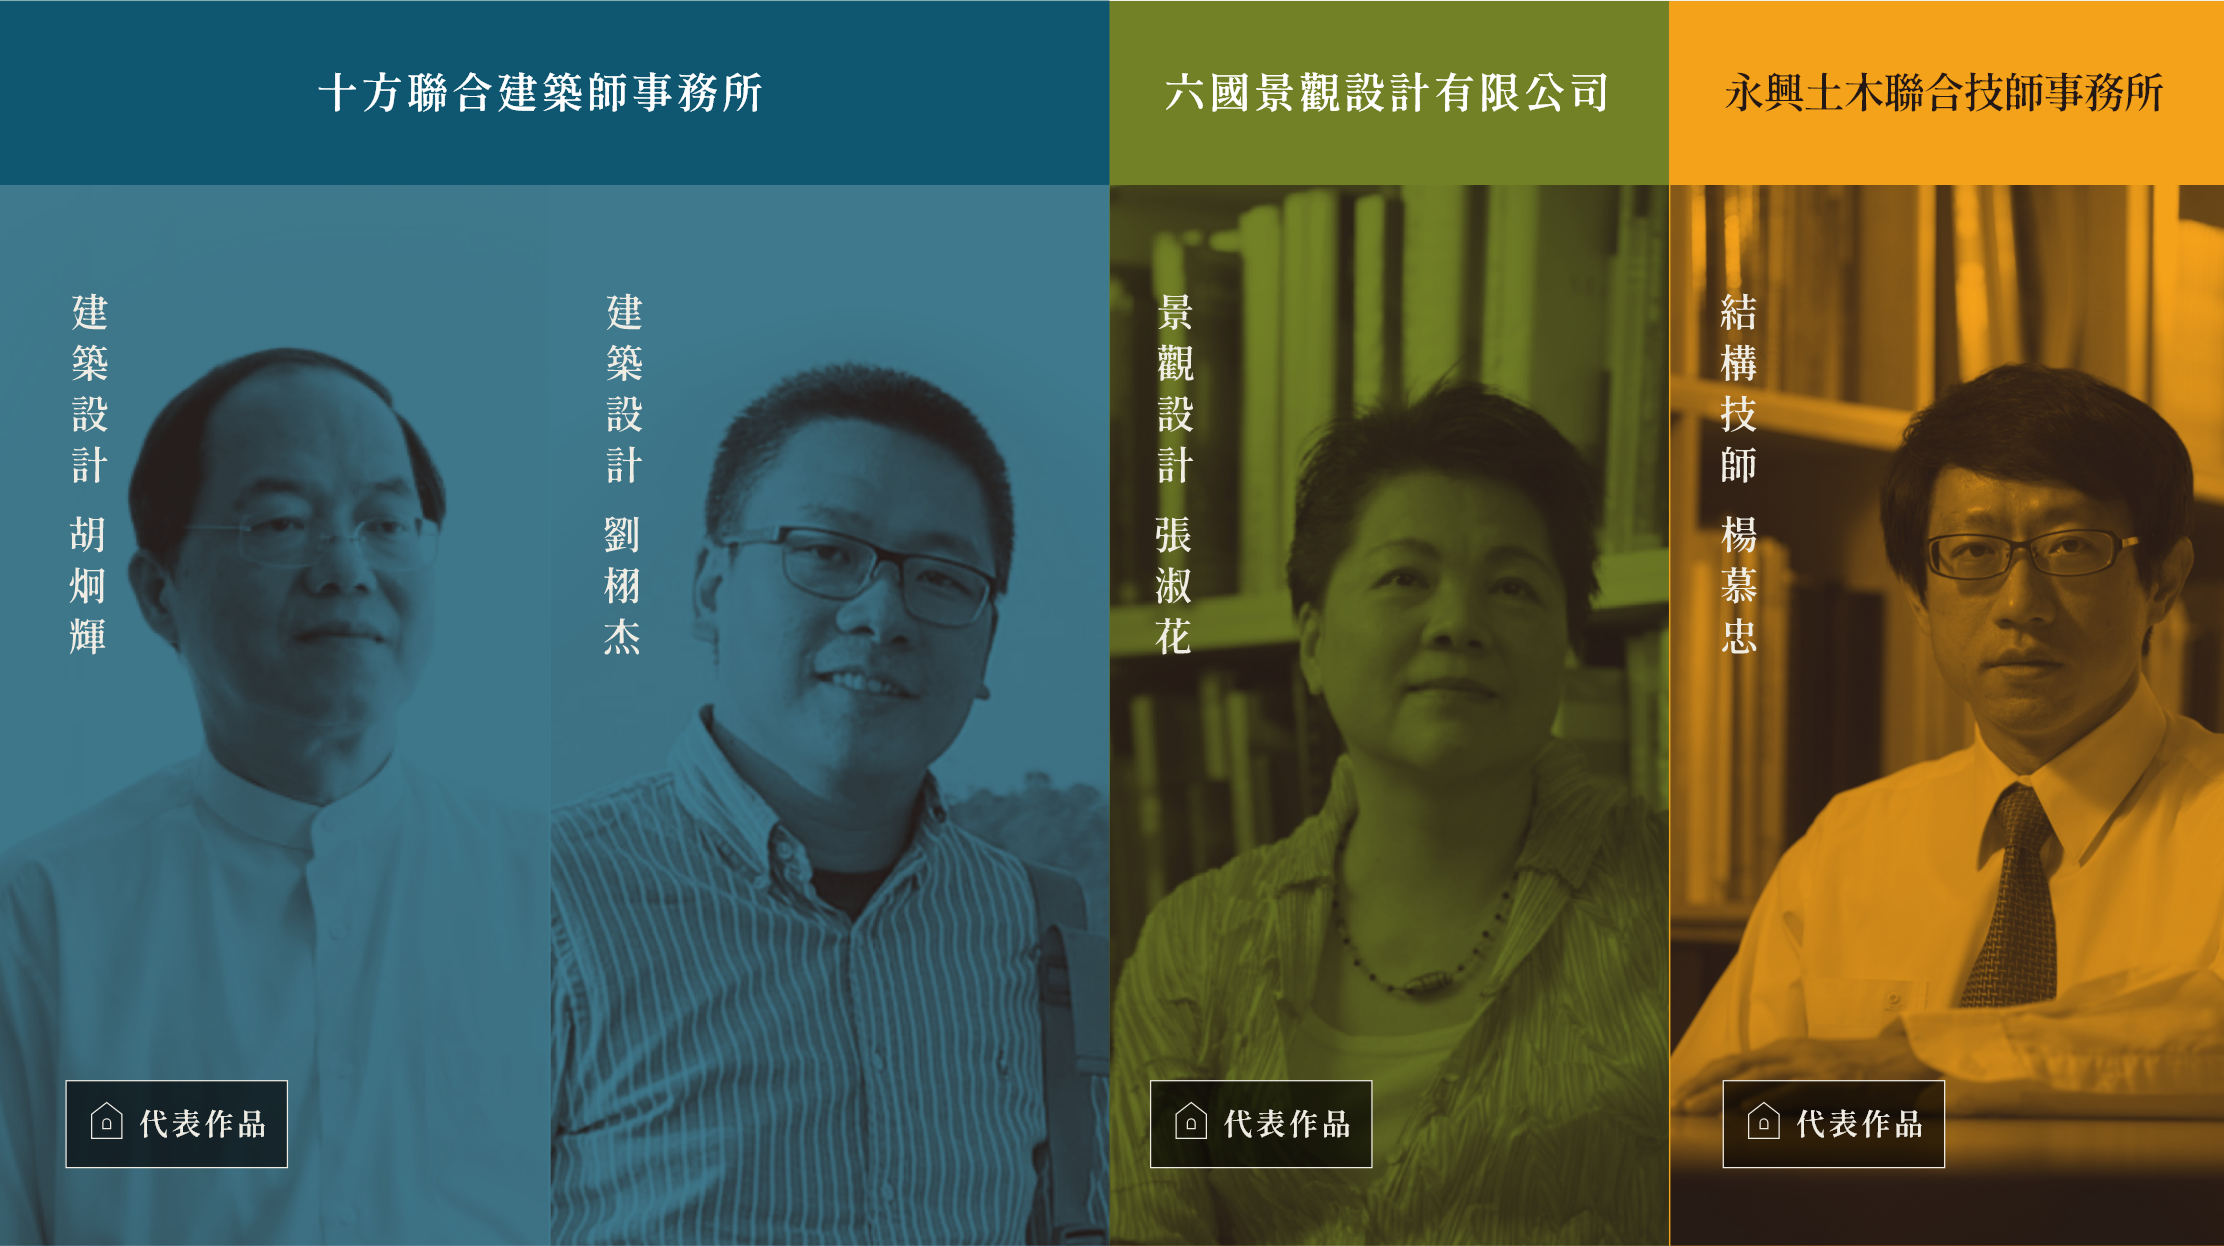 十方聯合建築師事務所
六國景觀設計有限公司
永興土木聯合技師事務所
建築設計 胡炯輝
建築設計 劉栩杰
景觀設計 張淑花
結構技師 楊慕忠
代表作品
代表作品
代表作品